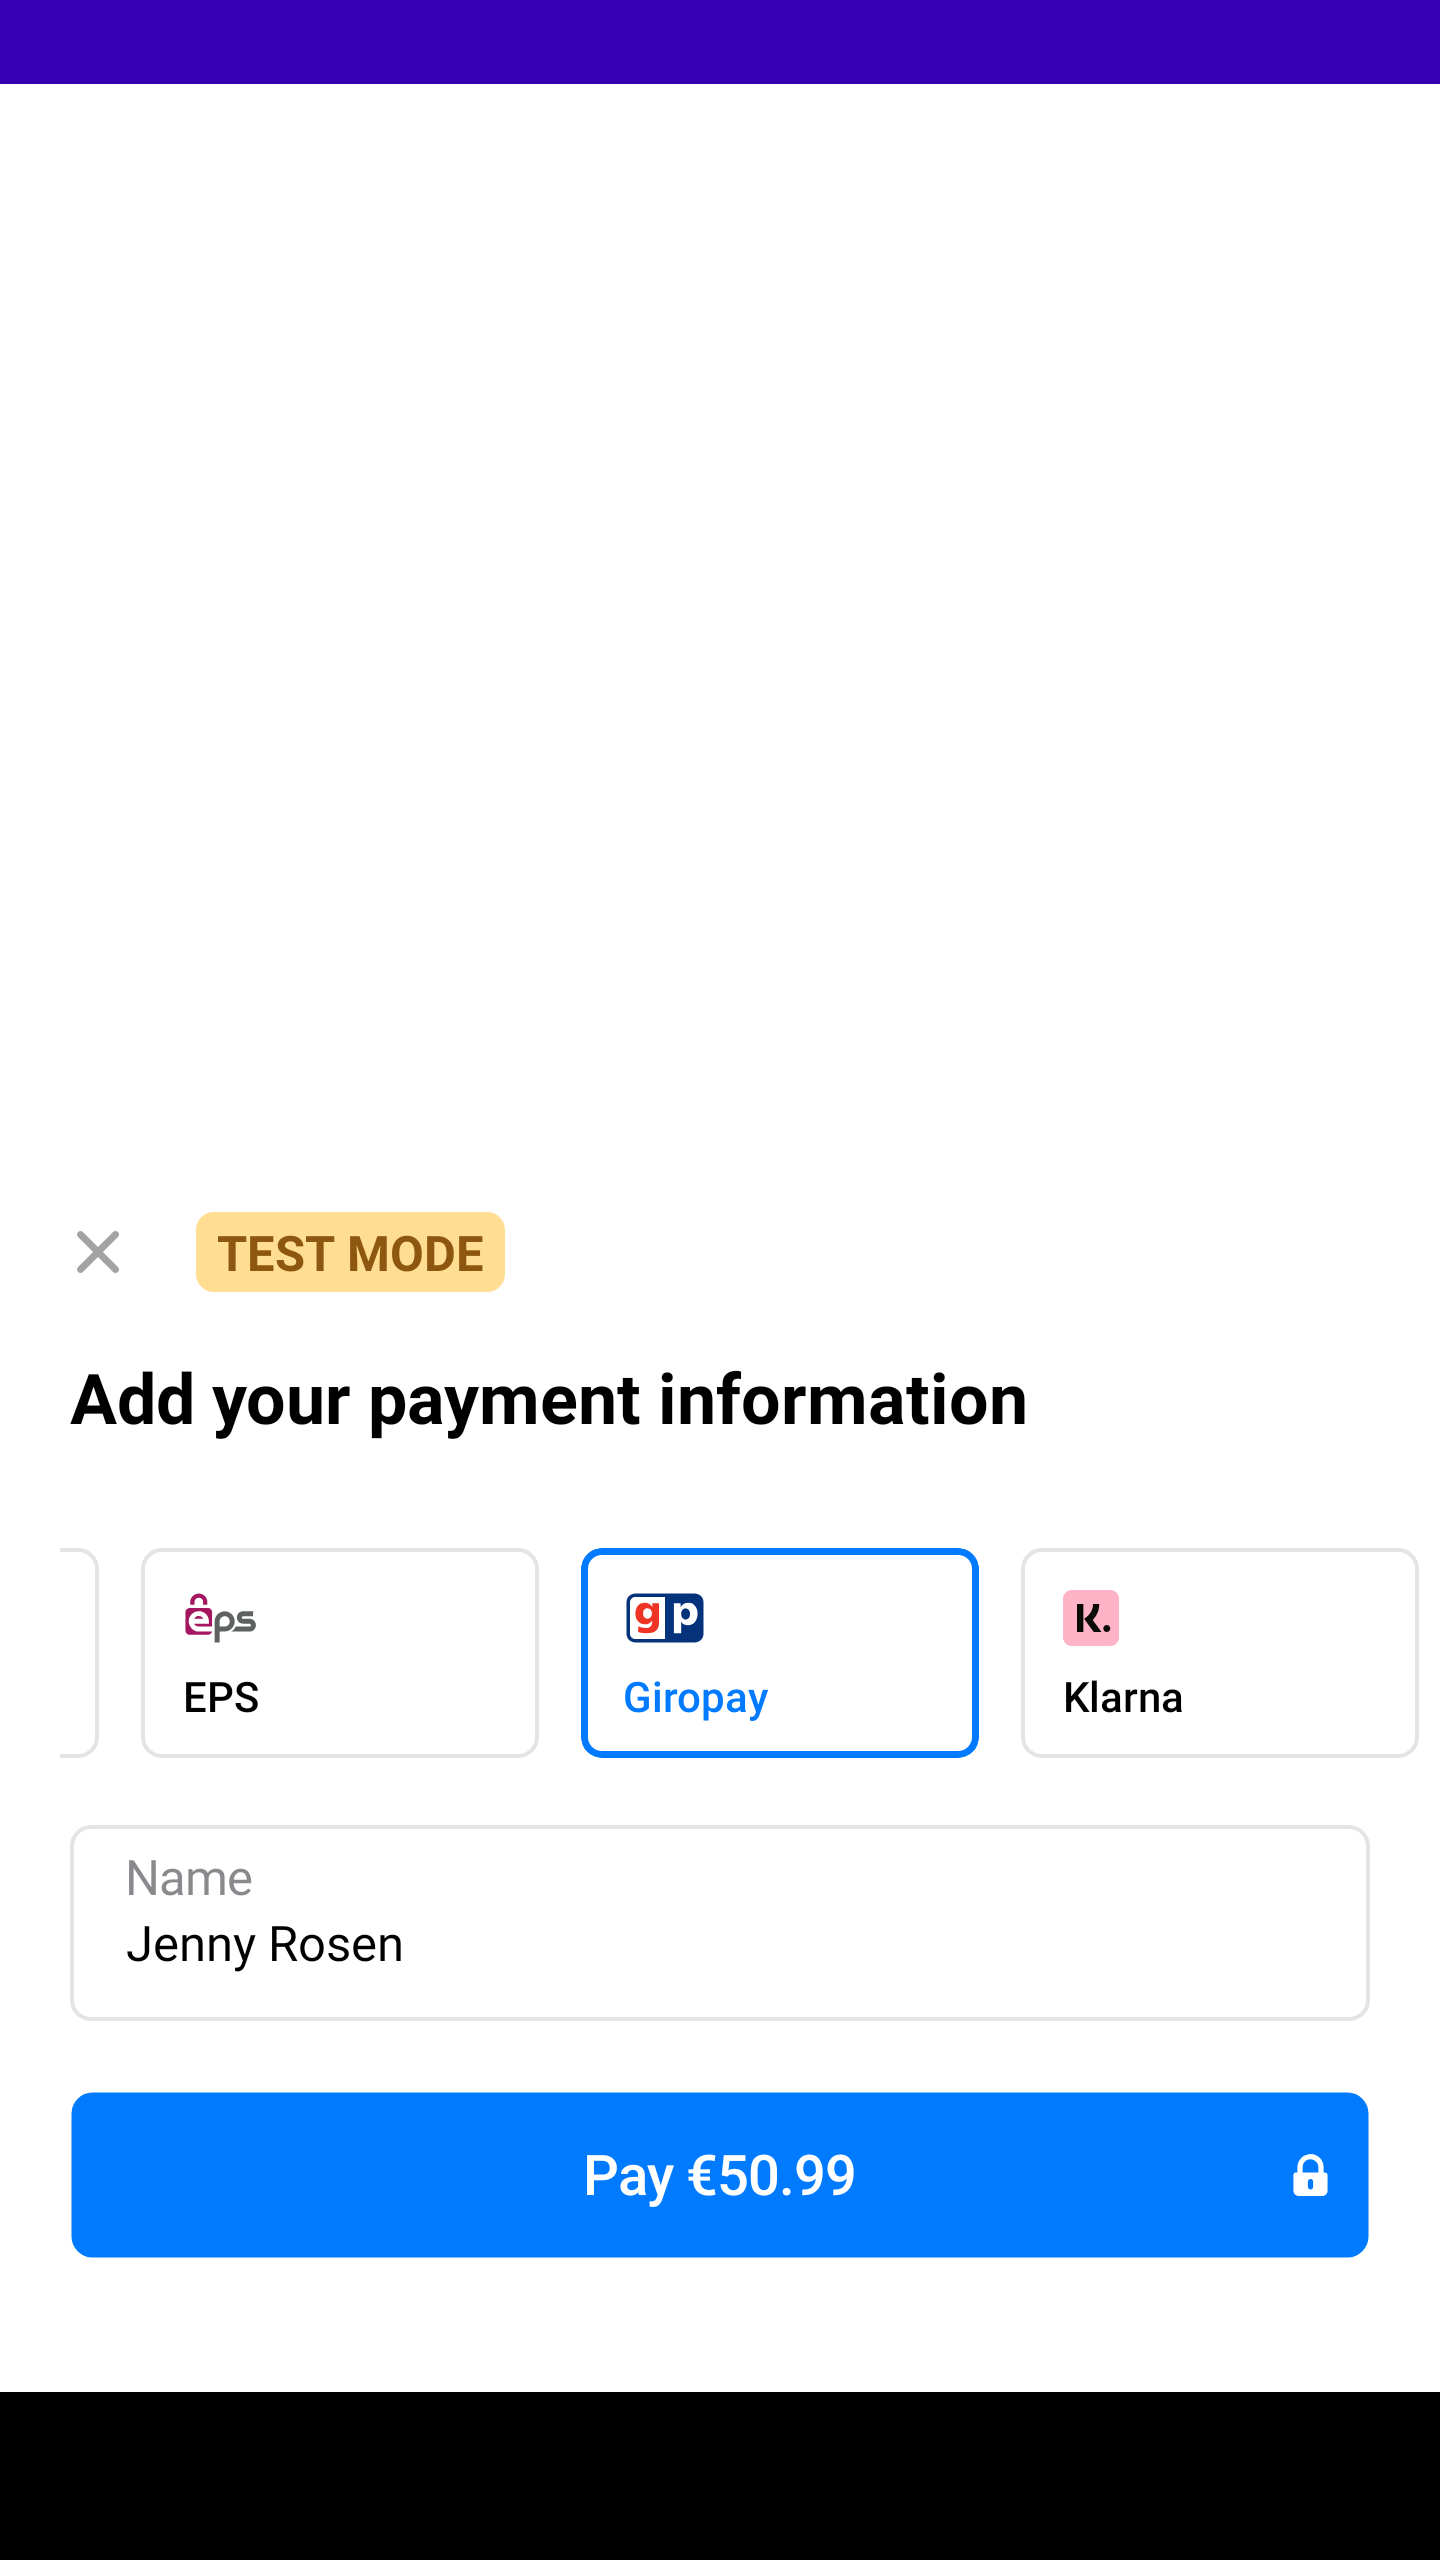 TEST MODE
Add your payment information
eps
gp
K.
EPS
Giropay
Klarna
Name
Jenny Rosen
Pay €50.99